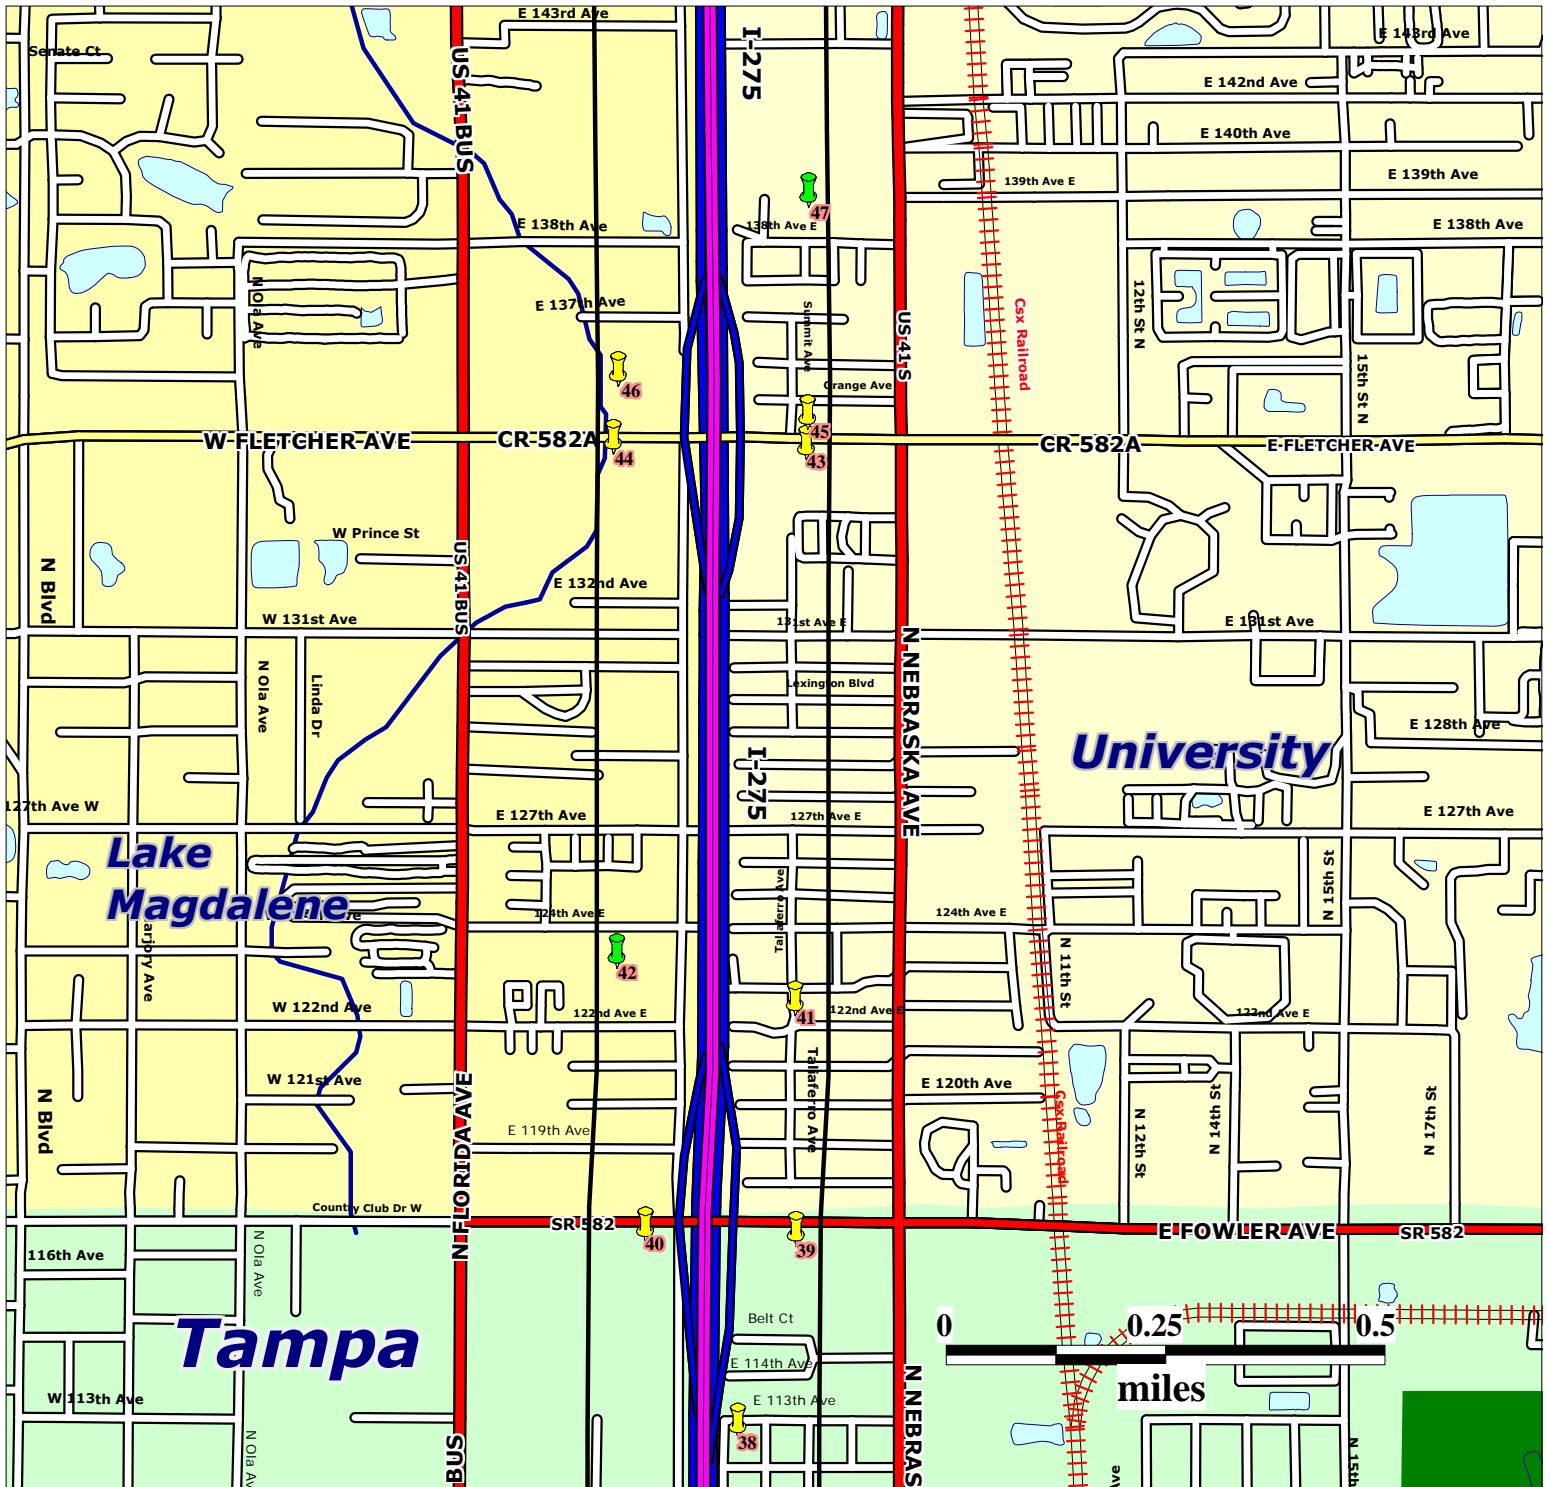 E 143rd Ave
I-275
E 143rd Ave
Senate Ct
US 41 BUS
E 142nd Ave
E 140th Ave
139th Ave E
E 139th Ave
47
E 138th Ave
138th Ave E
E 138th Ave
N Ola Ave
E 137th Ave
Summit Ave
US 41 S
Csx Railroad
12th St N
15th St N
46
Orange Ave
45
W FLETCHER AVE
CR 582A
CR 582A
E FLETCHER AVE
44
43
W Prince St
N Blvd
US 41 BUS
E 132nd Ave
W 131st Ave
131st Ave E
E 131st Ave
N Ola Ave
Linda Dr
Lexington Blvd
N NEBRASKA AVE
E 128th Ave
University
I-275
127th Ave W
E 127th Ave
127th Ave E
E 127th Ave
Lake
Magdalene
Taliaferro Ave
N 15th St
124th Ave E
124th Ave E
42
N 11th St
W 122nd Ave
122nd Ave E
41
122nd Ave E
122nd Ave E
W 121st Ave
E 120th Ave
N Blvd
N FLORIDA AVE
Taliaferro Ave
Csx Railroad
N 12th St
N 14th St
N 17th St
E 119th Ave
Country Club Dr W
SR 582
E FOWLER AVE
SR 582
40
39
116th Ave
N Ola Ave
Tampa
Belt Ct
0
0.25
0.5
E 114th Ave
miles
W 113th Ave
E 113th Ave
38
N Ola Av
BUS
N NEBRAS
N 15th